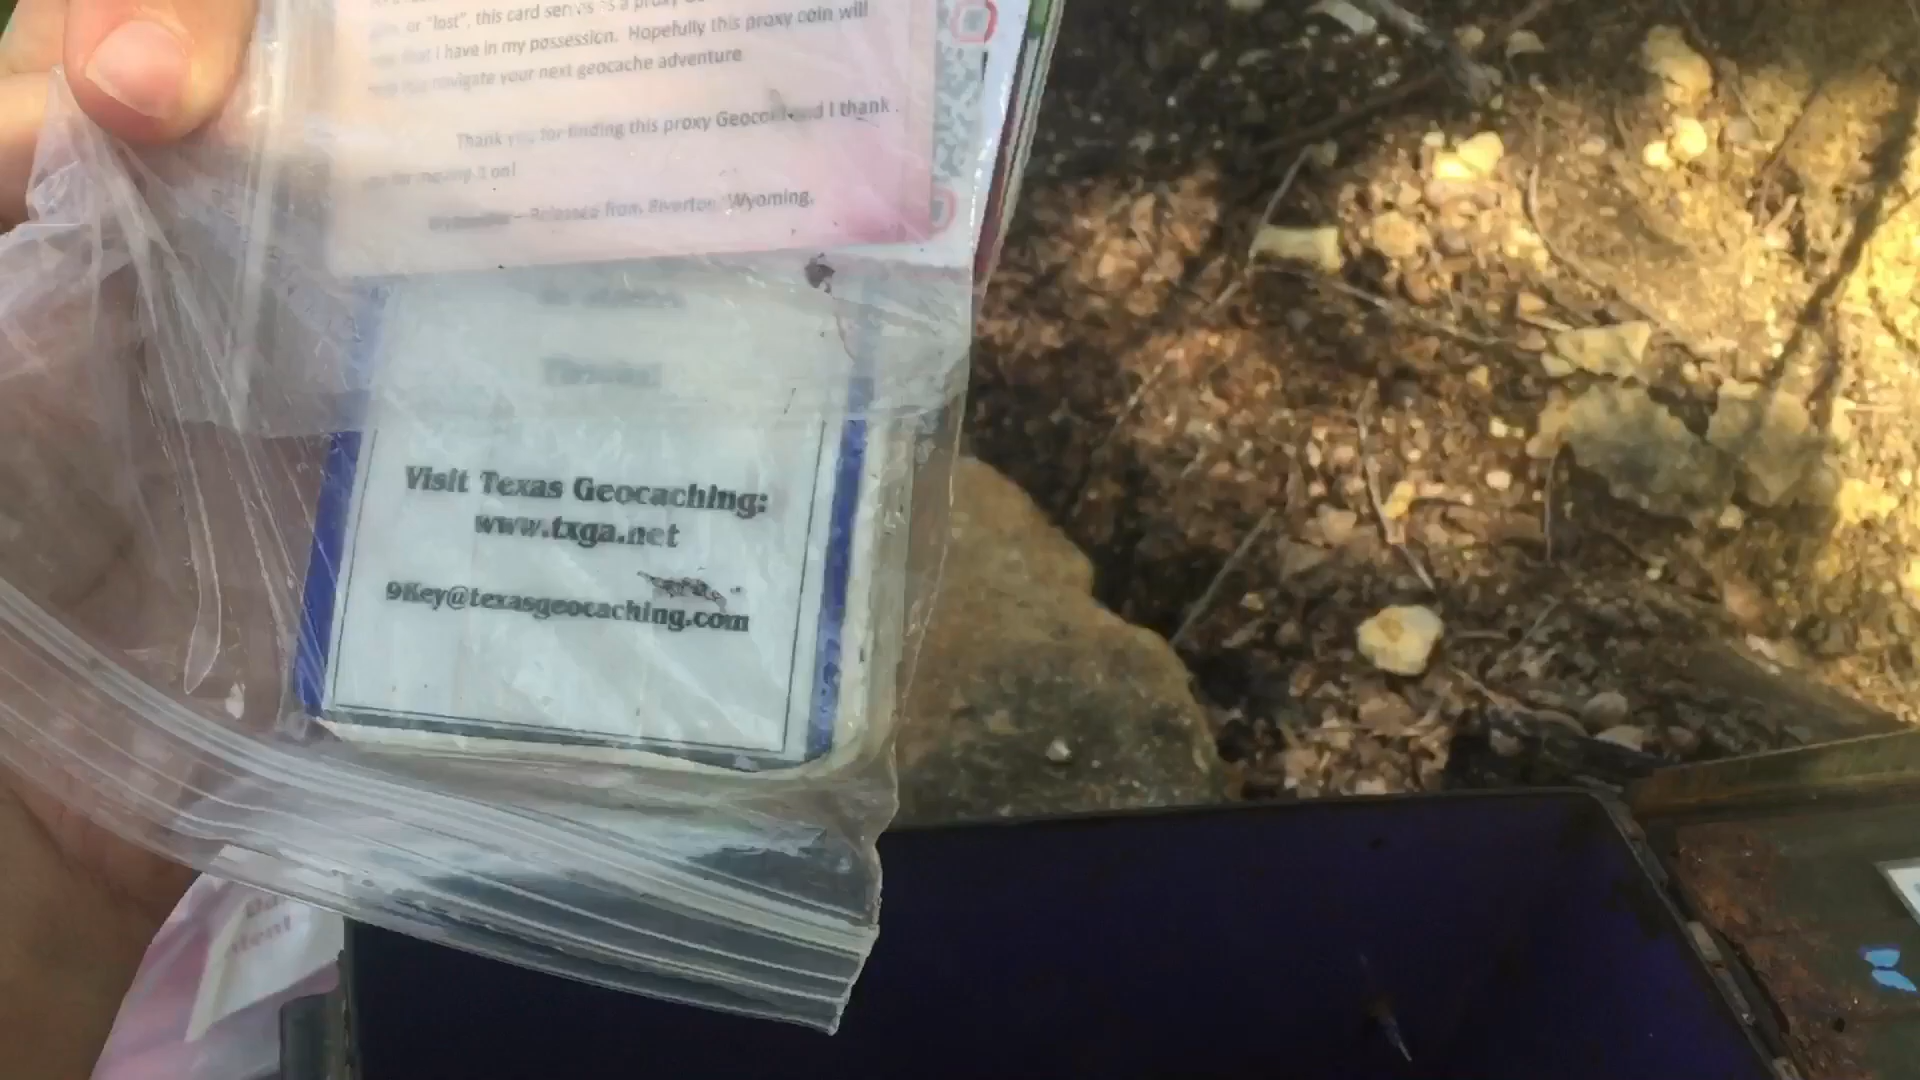 or "lost", this card serves as a proxy
I have in my possession. Hopefully this proxy coin will
navigate your next geocache adventure
Thank you for finding this proxy Geocoin and I thank
on!
– Released from Riverton, Wyoming.
Visit Texas Geocaching:
www.txga.net
9Key@texasgeocaching.com